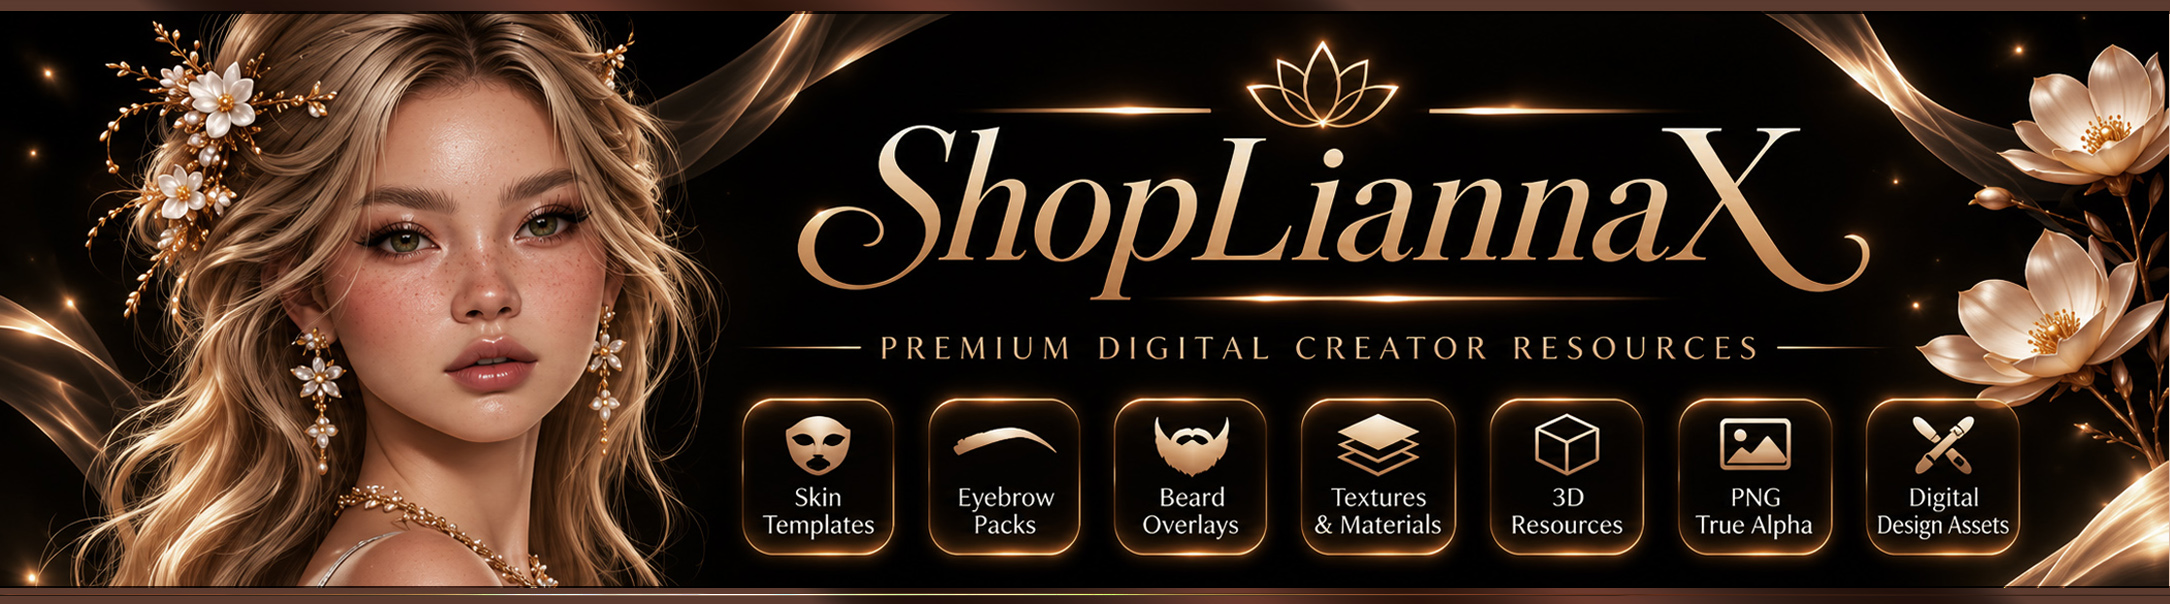 ShopLiannaX
PREMIUM DIGITAL CREATOR RESOURCES
Skin
Templates
Eyebrow
Packs
Beard
Overlays
Textures
& Materials
3D
Resources
PNG
True Alpha
Digital
Design Assets